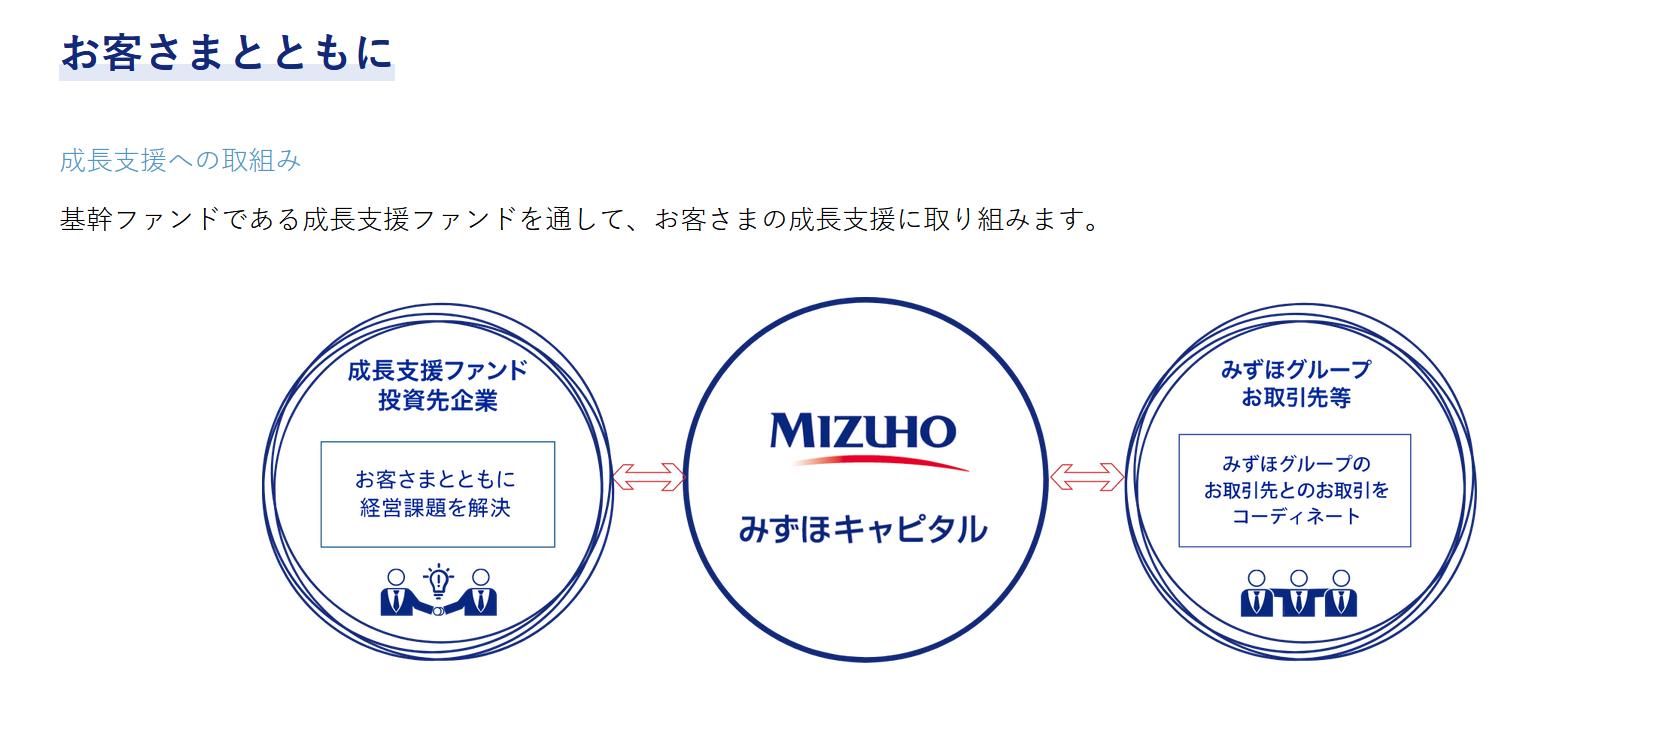 お客さまとともに
成長支援への取組み
基幹ファンドである成長支援ファンドを通して、お客さまの成長支援に取り組みます。
成長支援ファンド
投資先企業
お客さまとともに
経営課題を解決
MIZUHO
みずほキャピタル
みずほグループ
お取引先等
みずほグループの
お取引先とのお取引を
コーディネート